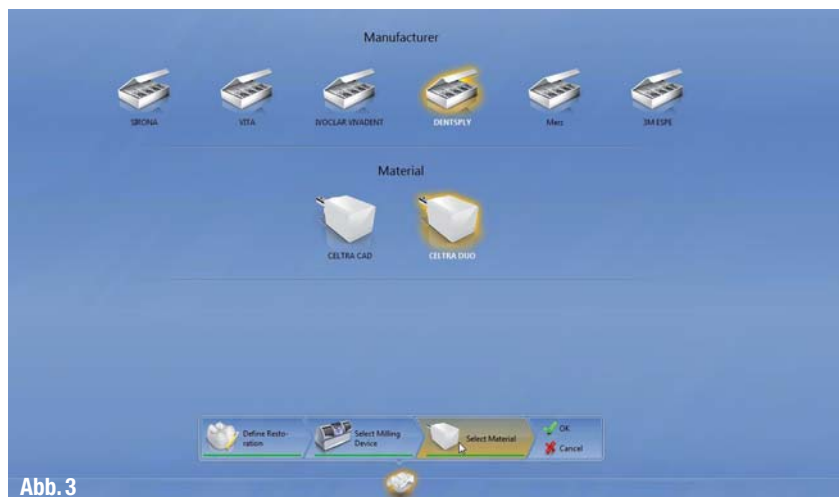 Manufacturer
SIRONA
VITA
IVOCLAR VIVADENT
DENTSPLY
Merz
3M ESPE
Material
CELTRA CAD
CELTRA DUO
Define Resto-
ration
Select Milling
Device
Select Material
OK
Cancel
Abb. 3